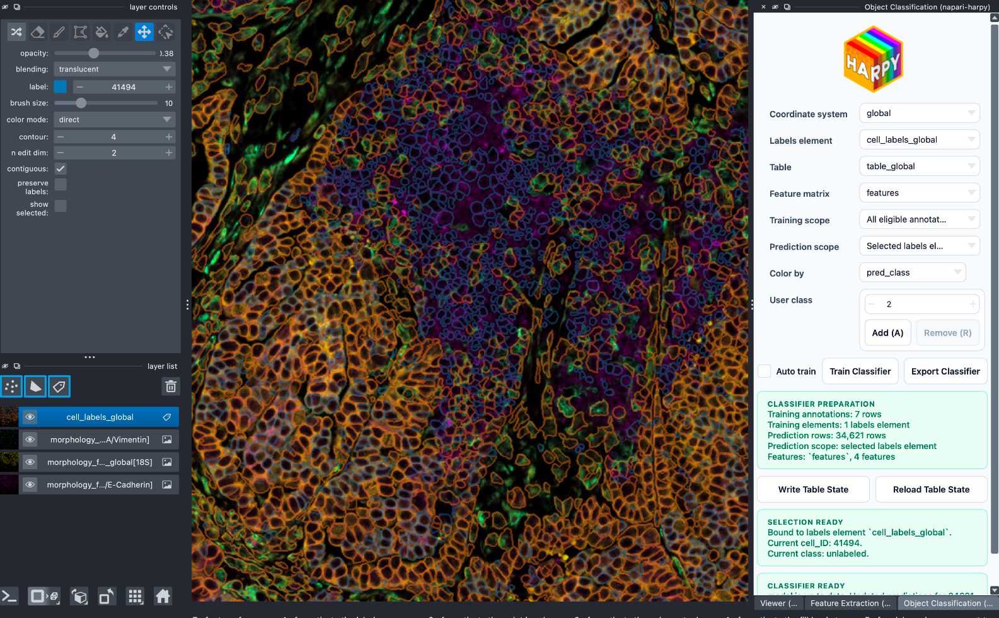 layer controls
opacity:
).38
blending:
translucent
label:
41494
brush size:
10
color mode:
direct
contour:
4
n edit dim:
2
contiguous:
preserve
labels:
show
selected:
layer list
cell_labels_global
morphology_...A/Vimentin]
morphology_f..._global[18S]
morphology_f.../E-Cadherin]
Object Classification (napari-harpy)
HARPY
Coordinate system
global
Labels element
cell_labels_global
Table
table_global
Feature matrix
features
Training scope
All eligible annotat...
Prediction scope
Selected labels el...
Color by
pred_class
User class
2
Add (A)
Remove (R)
Auto train
Train Classifier
Export Classifier
CLASSIFIER PREPARATION
Training annotations: 7 rows
Training elements: 1 labels element
Prediction rows: 34,621 rows
Prediction scope: selected labels element
Features: `features`, 4 features
Write Table State
Reload Table State
SELECTION READY
Bound to labels element `cell_labels_global`.
Current cell_ID: 41494.
Current class: unlabeled.
CLASSIFIER READY
Viewer (...
Feature Extraction (...
Object Classification (...